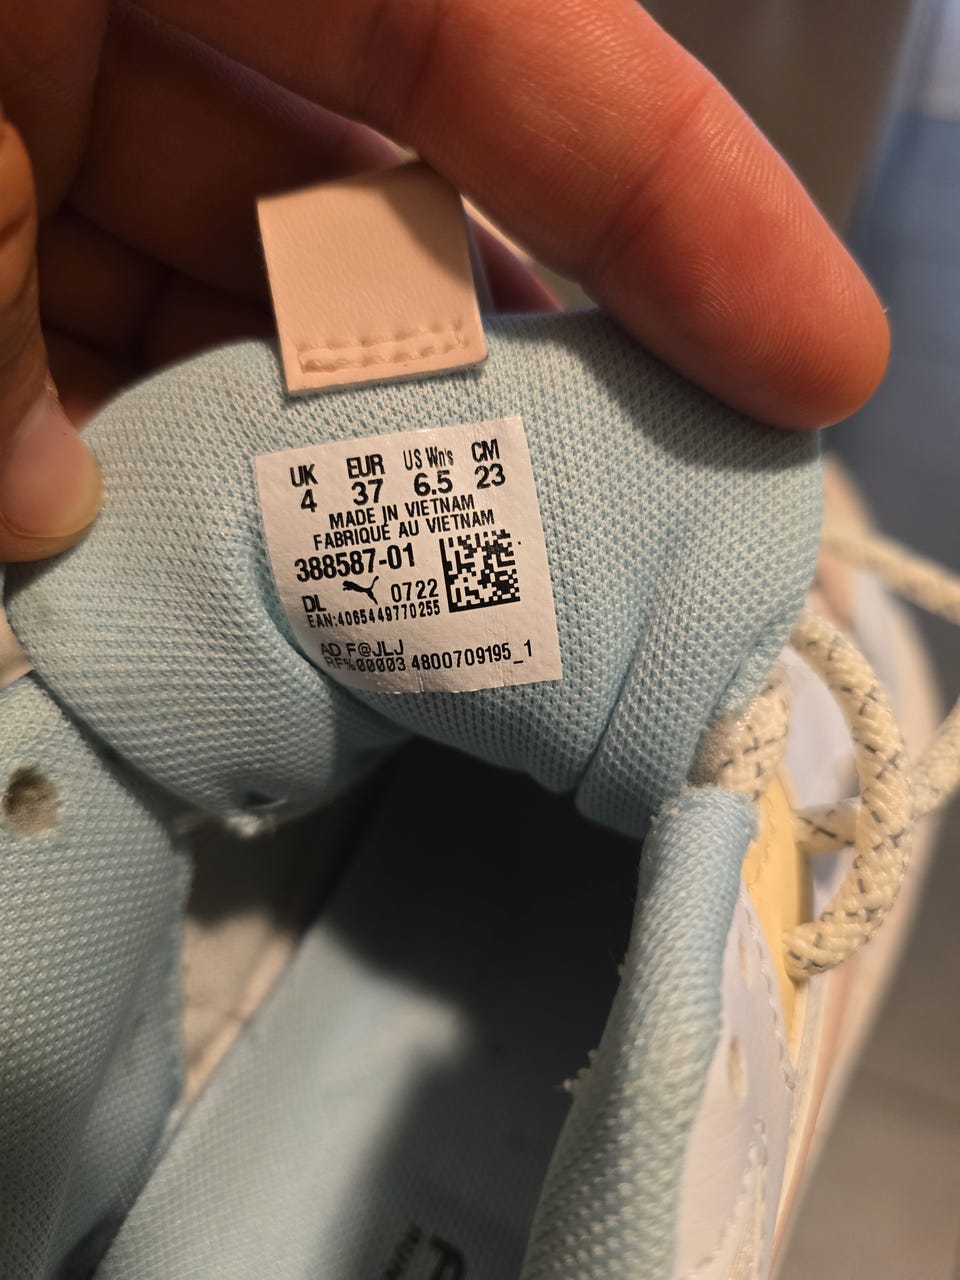 UK EUR US Wn's CM
4 37 6.5 23
MADE IN VIETNAM
FABRIQUÉ AU VIETNAM
388587-01
DL 0722
EAN:4065449770255
AD F@JLJ
RF%00003 4800709195_1